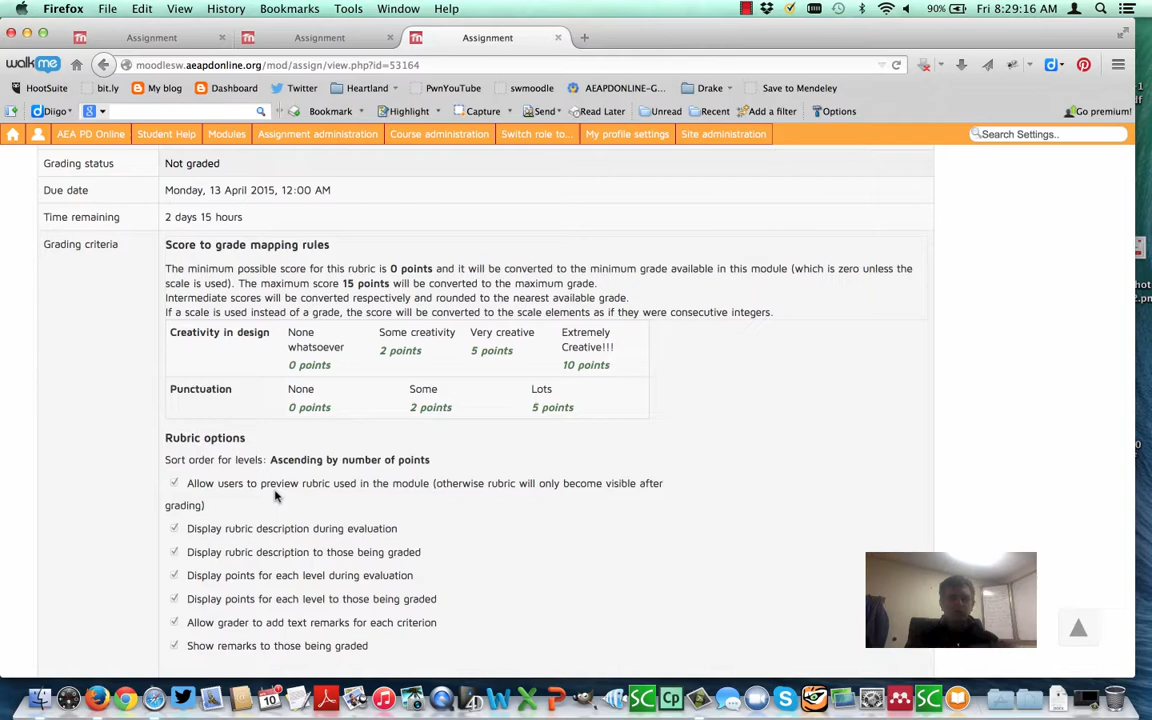 Firefox File Edit View History Bookmarks Tools Window Help 90% Fri 8:29:16 AM
Assignment Assignment Assignment
walkme moodlesw.aeapdonline.org/mod/assign/view.php?id=53164
HootSuite bit.ly My blog Dashboard Twitter Heartland PwnYouTube swmoodle AEAPDONLINE-G... Drake Save to Mendeley
Diigo Bookmark Highlight Capture Send Read Later Unread Recent Add a filter Options Go premium!
AEA PD Online Student Help Modules Assignment administration Course administration Switch role to... My profile settings Site administration Search Settings..
Grading status Not graded
Due date Monday, 13 April 2015, 12:00 AM
Time remaining 2 days 15 hours
Grading criteria Score to grade mapping rules
The minimum possible score for this rubric is 0 points and it will be converted to the minimum grade available in this module (which is zero unless the
scale is used). The maximum score 15 points will be converted to the maximum grade.
Intermediate scores will be converted respectively and rounded to the nearest available grade.
If a scale is used instead of a grade, the score will be converted to the scale elements as if they were consecutive integers.
Creativity in design None Some creativity Very creative Extremely
whatsoever 2 points 5 points Creative!!!
0 points 10 points
Punctuation None Some Lots
0 points 2 points 5 points
Rubric options
Sort order for levels: Ascending by number of points
Allow users to preview rubric used in the module (otherwise rubric will only become visible after
grading)
Display rubric description during evaluation
Display rubric description to those being graded
Display points for each level during evaluation
Display points for each level to those being graded
Allow grader to add text remarks for each criterion
Show remarks to those being graded